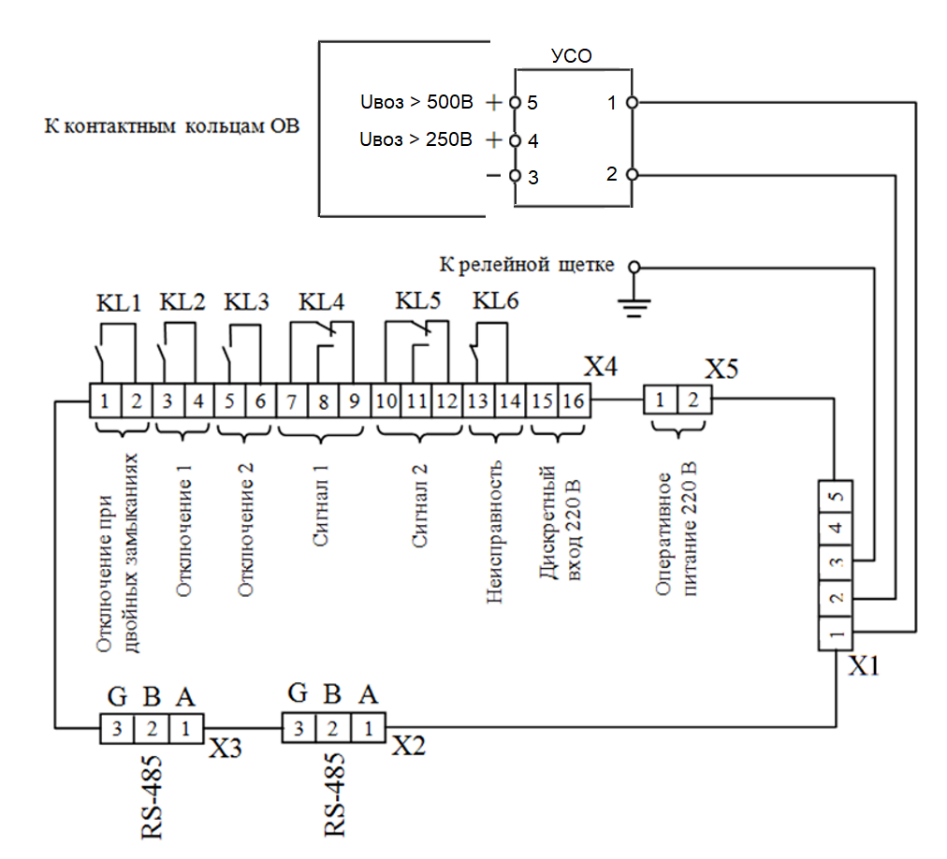 УСО
Uвоз > 500В + 5 1
К контактным кольцам ОВ
Uвоз > 250В + 4
− 3 2
К релейной щетке
KL1 KL2 KL3 KL4 KL5 KL6
X4 X5
1 2 3 4 5 6 7 8 9 10 11 12 13 14 15 16 1 2
Отключение при
двойных замыканиях
Отключение 1
Отключение 2
Сигнал 1
Сигнал 2
Неисправность
Дискретный
вход 220 В
Оперативное
питание 220 В
5
4
3
2
1
X1
G B A G B A
3 2 1 X3 3 2 1 X2
RS-485 RS-485